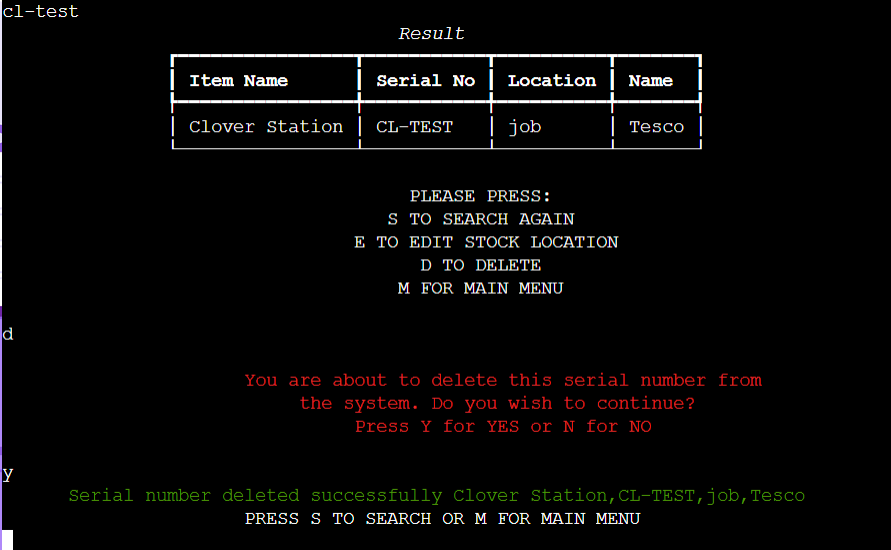 cl-test
Result
Item Name Serial No Location Name
Clover Station CL-TEST job Tesco
PLEASE PRESS:
S TO SEARCH AGAIN
E TO EDIT STOCK LOCATION
D TO DELETE
M FOR MAIN MENU
d
You are about to delete this serial number from
the system. Do you wish to continue?
Press Y for YES or N for NO
y
Serial number deleted successfully Clover Station,CL-TEST,job,Tesco
PRESS S TO SEARCH OR M FOR MAIN MENU